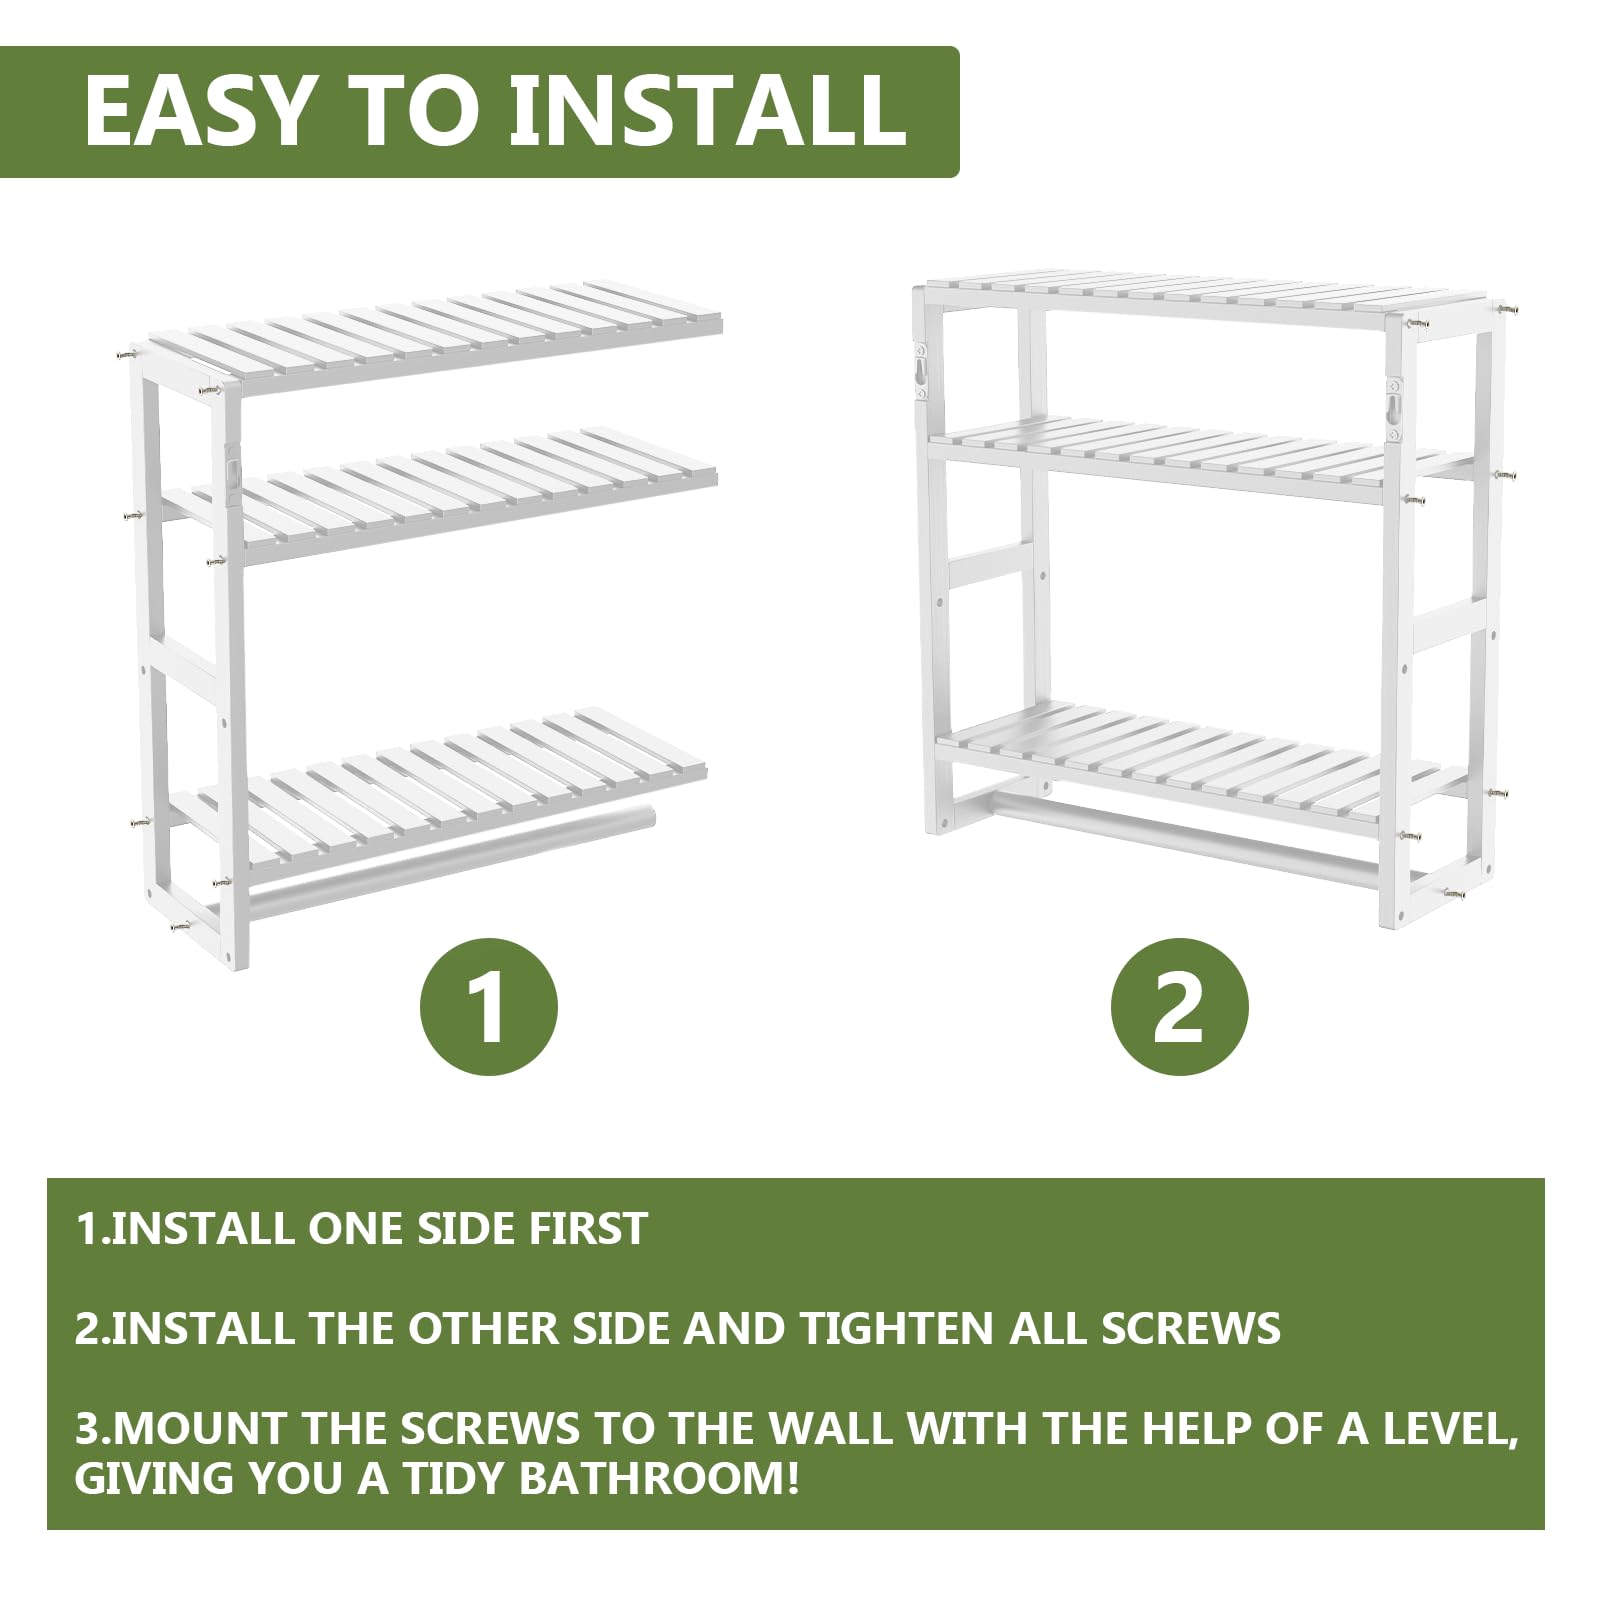 EASY TO INSTALL
1
2
1.INSTALL ONE SIDE FIRST
2.INSTALL THE OTHER SIDE AND TIGHTEN ALL SCREWS
3.MOUNT THE SCREWS TO THE WALL WITH THE HELP OF A LEVEL,
GIVING YOU A TIDY BATHROOM!